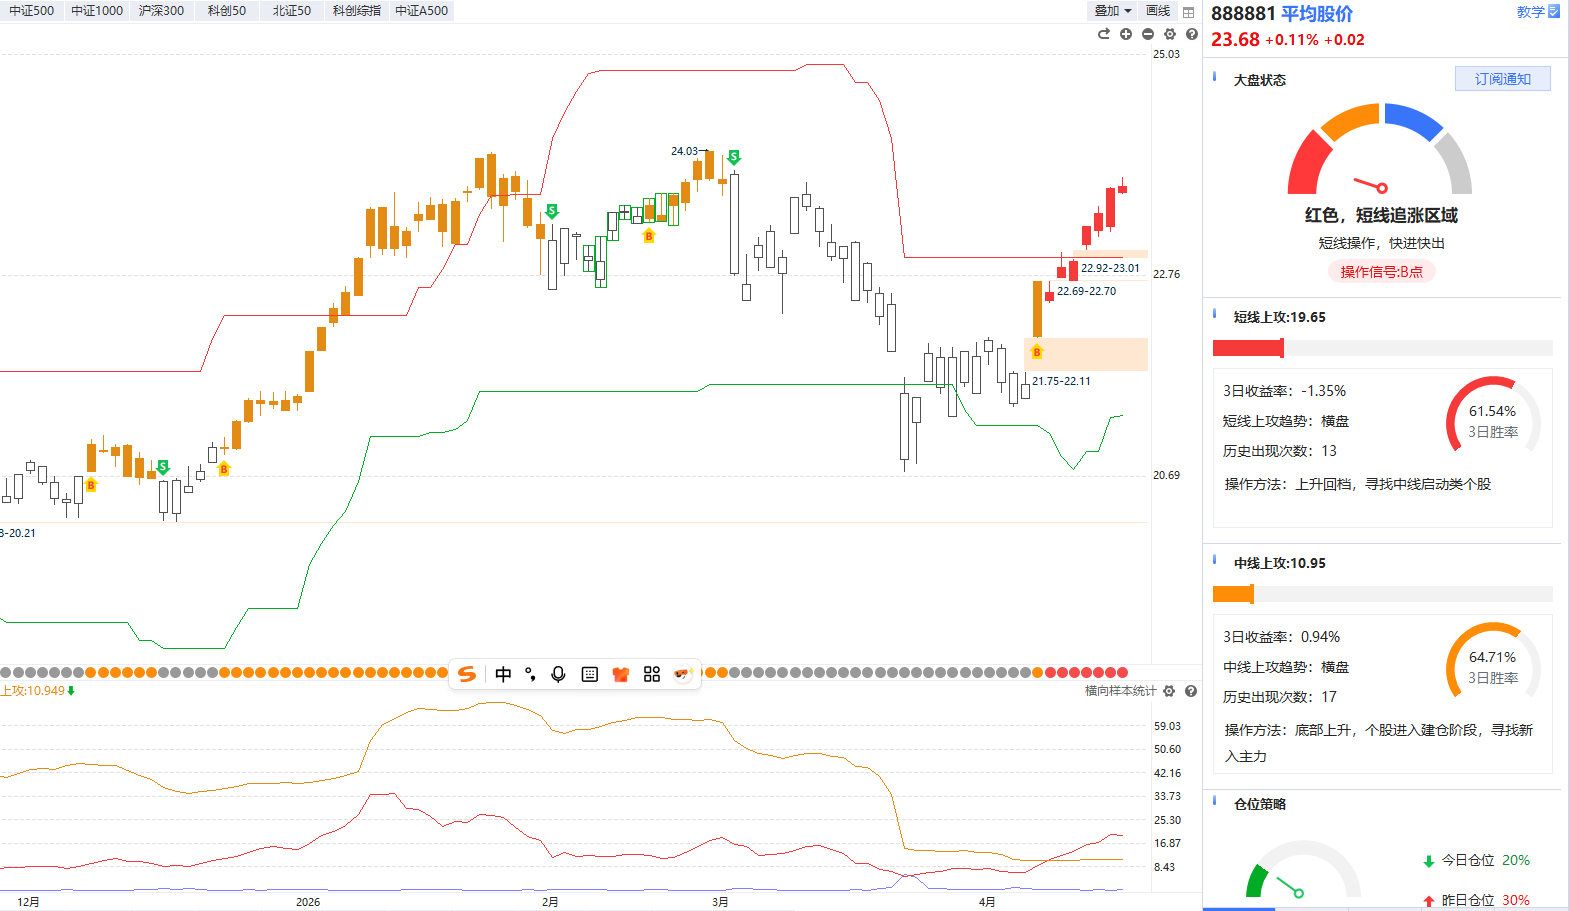 中证500 中证1000 沪深300 科创50 北证50 科创综指 中证A500 叠加 画线
25.03
24.03
S
S
B
22.92-23.01
22.76
22.69-22.70
B
21.75-22.11
S
B
B
20.69
8-20.21
中
上攻:10.949
横向样本统计
59.03
50.60
42.16
33.73
25.30
16.87
8.43
12月 2026 2月 3月 4月
888881 平均股价 教学
23.68 +0.11% +0.02
大盘状态 订阅通知
红色，短线追涨区域
短线操作，快进快出
操作信号:B点
短线上攻:19.65
3日收益率：-1.35%
短线上攻趋势：横盘
历史出现次数：13
61.54%
3日胜率
操作方法：上升回档，寻找中线启动类个股
中线上攻:10.95
3日收益率：0.94%
中线上攻趋势：横盘
历史出现次数：17
64.71%
3日胜率
操作方法：底部上升，个股进入建仓阶段，寻找新
入主力
仓位策略
今日仓位 20%
昨日仓位 30%